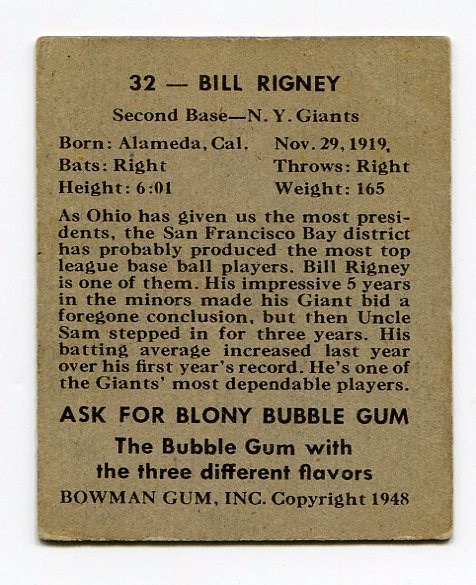 32 — BILL RIGNEY
Second Base—N. Y. Giants
Born: Alameda, Cal. Nov. 29, 1919,
Bats: Right Throws: Right
Height: 6:01 Weight: 165
As Ohio has given us the most presi-
dents, the San Francisco Bay district
has probably produced the most top
league base ball players. Bill Rigney
is one of them. His impressive 5 years
in the minors made his Giant bid a
foregone conclusion, but then Uncle
Sam stepped in for three years. His
batting average increased last year
over his first year's record. He's one of
the Giants' most dependable players.
ASK FOR BLONY BUBBLE GUM
The Bubble Gum with
the three different flavors
BOWMAN GUM, INC. Copyright 1948